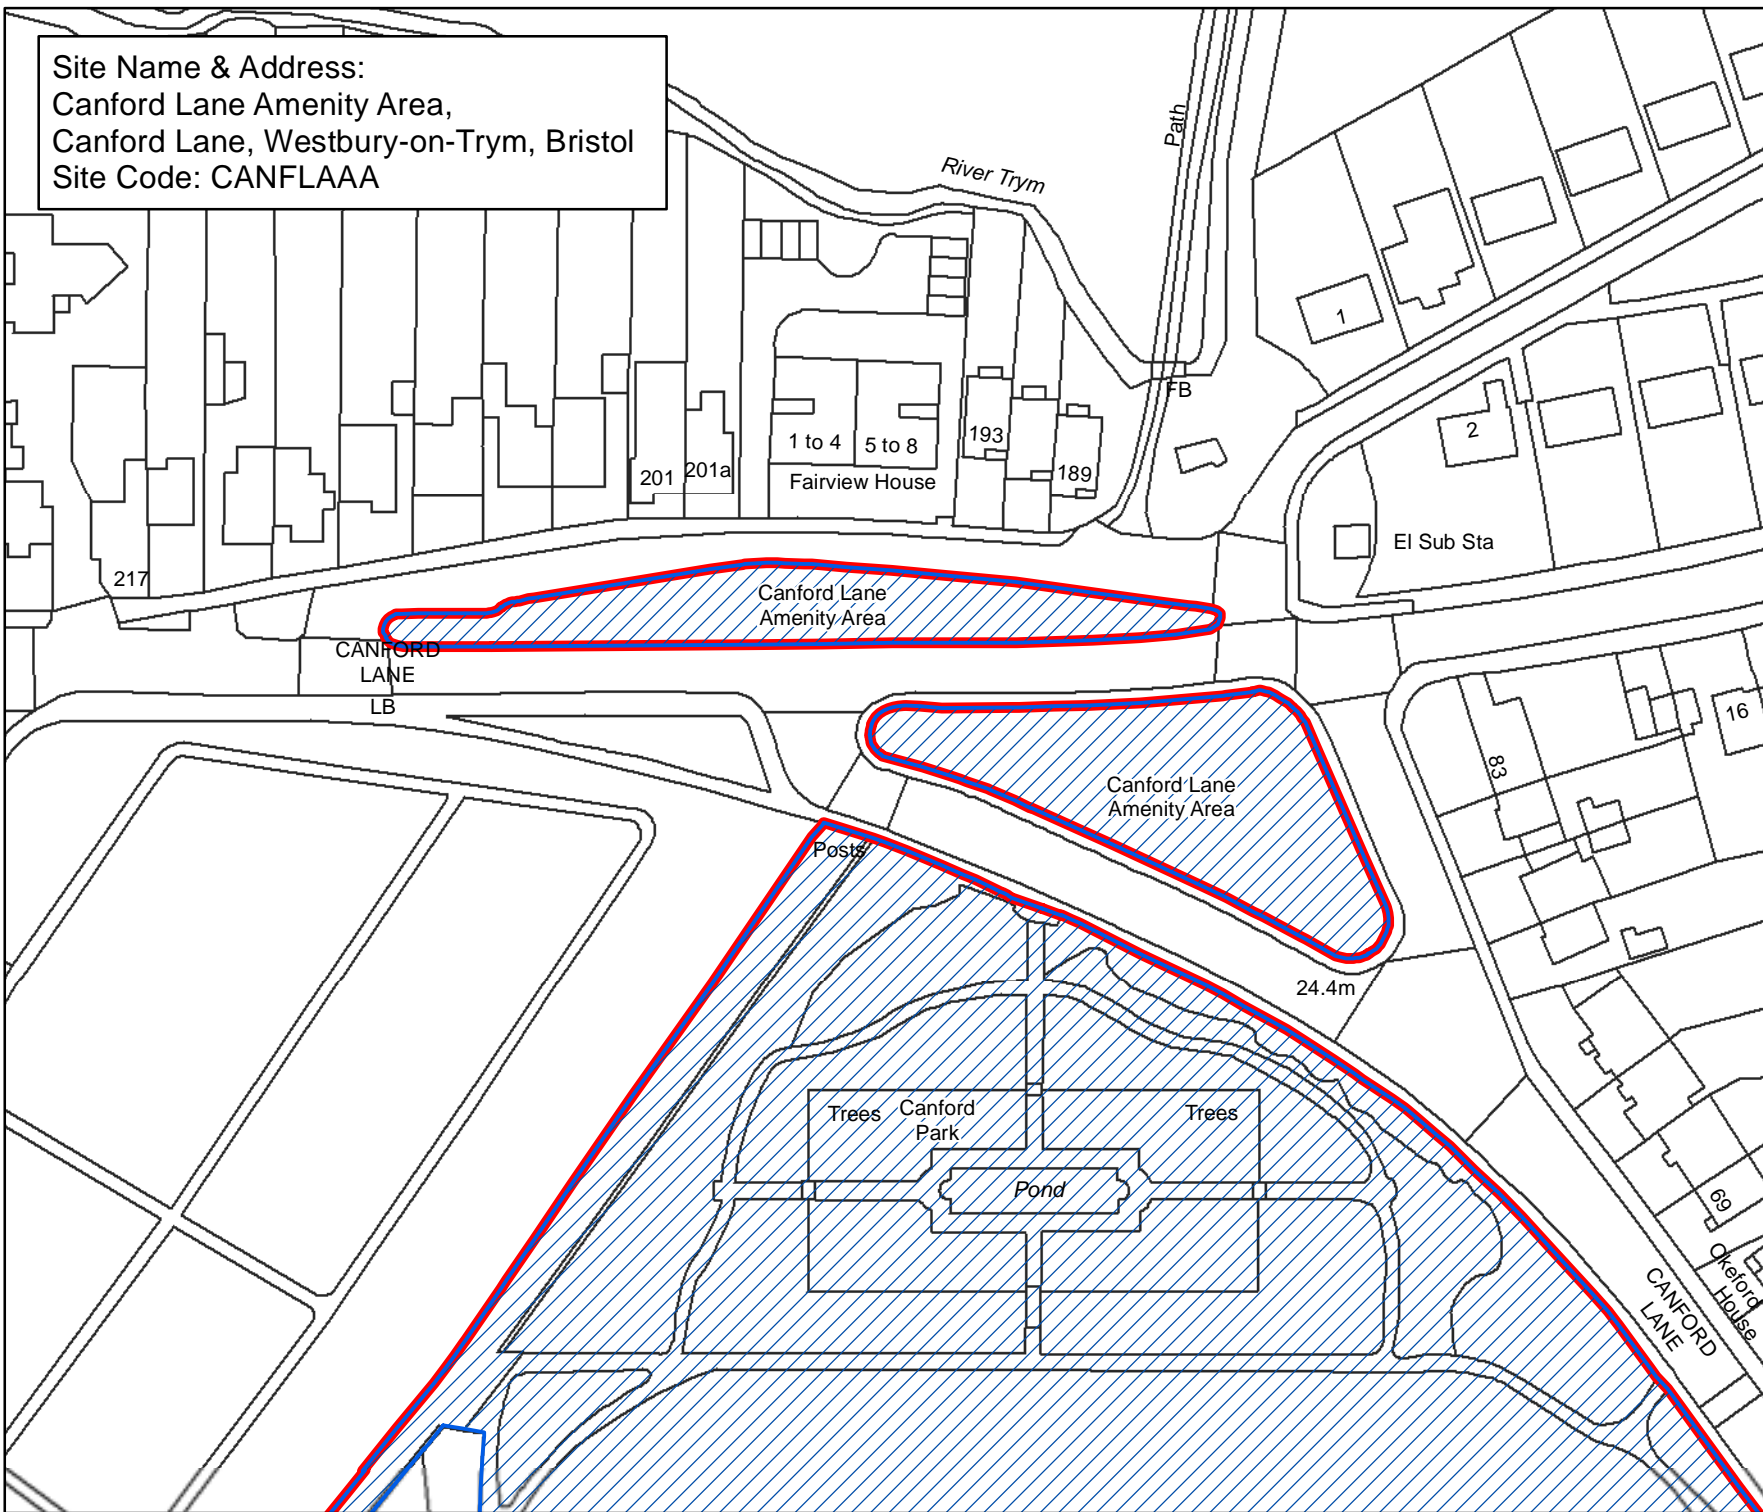 Site Name & Address:
Canford Lane Amenity Area,
Canford Lane, Westbury-on-Trym, Bristol
Site Code: CANFLAAA
Path
River Trym
1
FB
2
1 to 4
5 to 8
193
189
201
201a
Fairview House
El Sub Sta
217
Canford Lane
Amenity Area
CANFORD
LANE
LB
16
83
Canford Lane
Amenity Area
Posts
24.4m
Trees
Canford
Park
Trees
Pond
69
Okeford
House
CANFORD
LANE